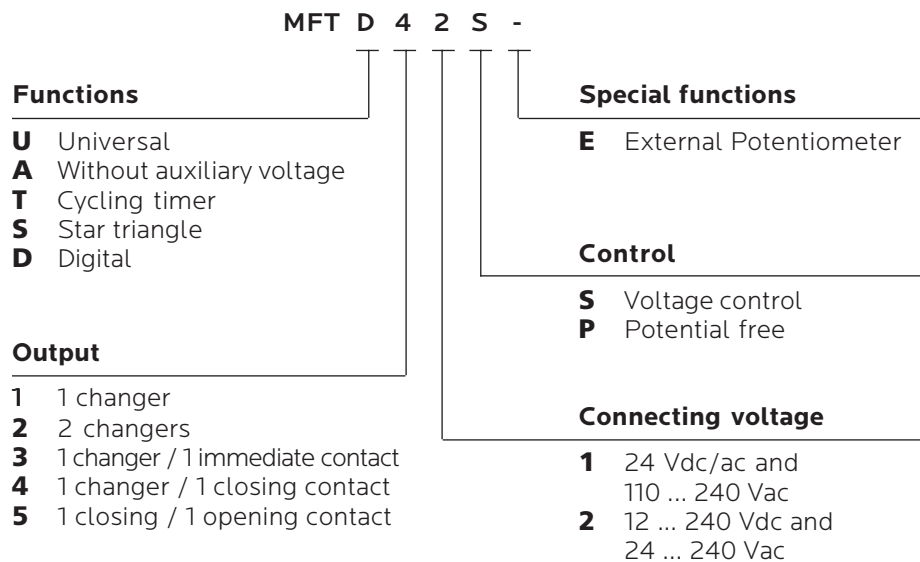 MFT D 4 2 S -
Functions
U Universal
A Without auxiliary voltage
T Cycling timer
S Star triangle
D Digital
Output
1 1 changer
2 2 changers
3 1 changer / 1 immediate contact
4 1 changer / 1 closing contact
5 1 closing / 1 opening contact
Special functions
E External Potentiometer
Control
S Voltage control
P Potential free
Connecting voltage
1 24 Vdc/ac and
110 ... 240 Vac
2 12 ... 240 Vdc and
24 ... 240 Vac